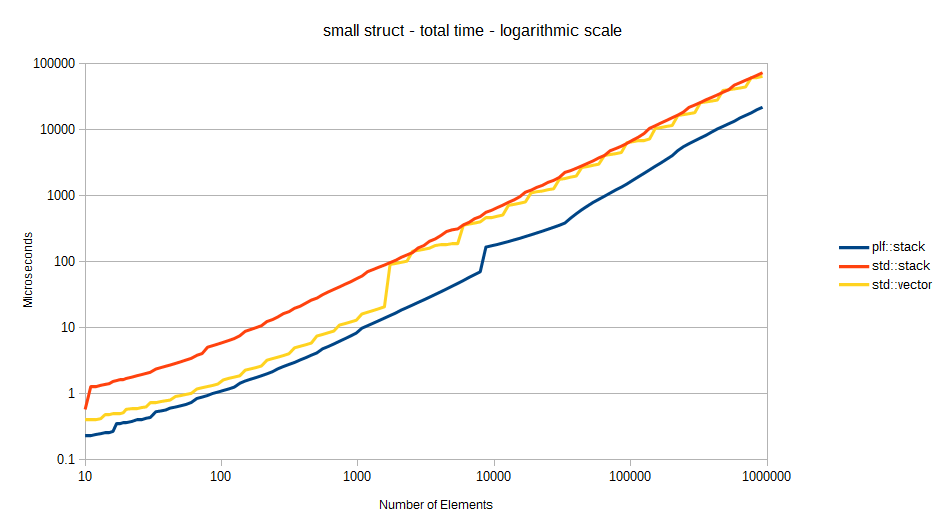 small struct - total time - logarithmic scale
100000
10000
1000
100
10
1
0.1
10
100
1000
10000
100000
1000000
Microseconds
Number of Elements
plf::stack
std::stack
std::vector